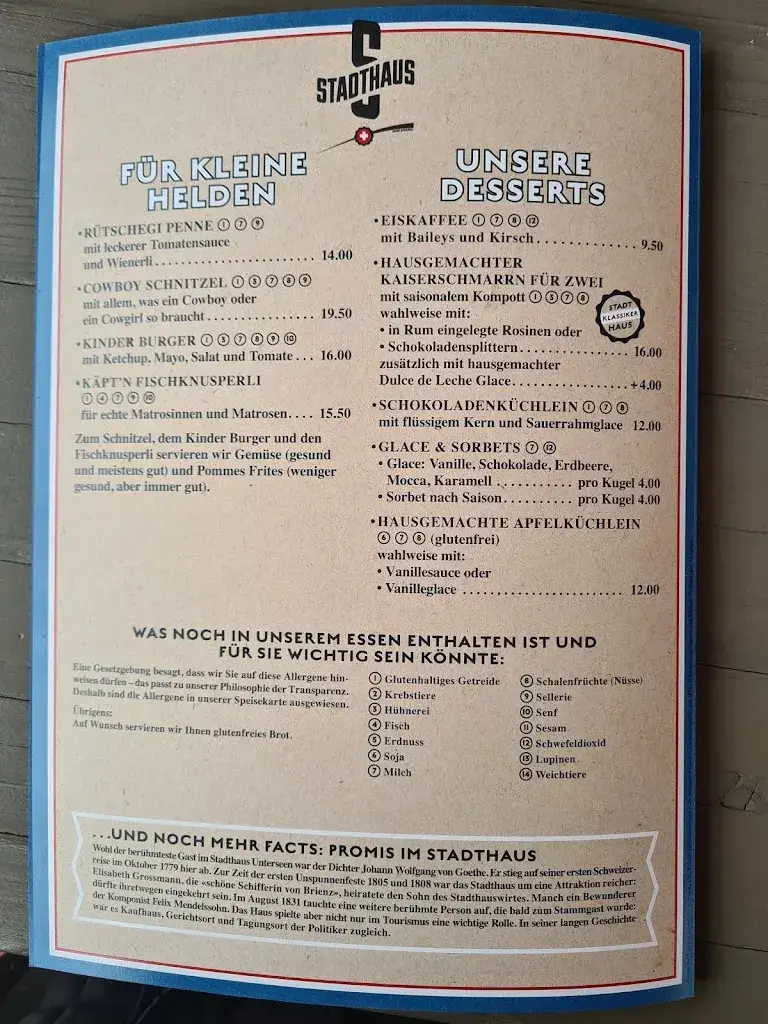 S
STADTHAUS
FÜR KLEINE
HELDEN
• RÜTSCHEGI PENNE ① ⑦ ⑨
mit leckerer Tomatensauce
und Wienerli . . . . . . . . . . . . . . . . . . . . . . . . 14.00
• COWBOY SCHNITZEL ① ⑤ ⑦ ⑧ ⑨
mit allem, was ein Cowboy oder
ein Cowgirl so braucht . . . . . . . . . . . . . . . 19.50
• KINDER BURGER ① ⑤ ⑦ ⑧ ⑨ ⑩
mit Ketchup, Mayo, Salat und Tomate . . . 16.00
• KÄPT'N FISCHKNUSPERLI
① ④ ⑦ ⑨ ⑩
für echte Matrosinnen und Matrosen. . . . 15.50
Zum Schnitzel, dem Kinder Burger und den
Fischknusperli servieren wir Gemüse (gesund
und meistens gut) und Pommes Frites (weniger
gesund, aber immer gut).
UNSERE
DESSERTS
• EISKAFFEE ① ⑦ ⑧ ⑫
mit Baileys und Kirsch . . . . . . . . . . . . . . 9.50
• HAUSGEMACHTER
KAISERSCHMARRN FÜR ZWEI
mit saisonalem Kompott ① ③ ⑦ ⑧
wahlweise mit:
• in Rum eingelegte Rosinen oder
• Schokoladensplittern . . . . . . . . . . . . . . . 16.00
zusätzlich mit hausgemachter
Dulce de Leche Glace . . . . . . . . . . . . . . . +4.00
STADT
KLASSIKER
HAUS
• SCHOKOLADENKÜCHLEIN ① ⑦ ⑧
mit flüssigem Kern und Sauerrahmglace 12.00
• GLACE & SORBETS ⑦ ⑫
• Glace: Vanille, Schokolade, Erdbeere,
Mocca, Karamell . . . . . . . . . . pro Kugel 4.00
• Sorbet nach Saison . . . . . . . . . pro Kugel 4.00
• HAUSGEMACHTE APFELKÜCHLEIN
⑥ ⑦ ⑧ (glutenfrei)
wahlweise mit:
• Vanillesauce oder
• Vanilleglace . . . . . . . . . . . . . . . . . . . . . . . 12.00
WAS NOCH IN UNSEREM ESSEN ENTHALTEN IST UND
FÜR SIE WICHTIG SEIN KÖNNTE:
Eine Gesetzgebung besagt, dass wir Sie auf diese Allergene hin-
weisen dürfen – das passt zu unserer Philosophie der Transparenz.
Deshalb sind die Allergene in unserer Speisekarte ausgewiesen.
Übrigens:
Auf Wunsch servieren wir Ihnen glutenfreies Brot.
① Glutenhaltiges Getreide
② Krebstiere
③ Hühnerei
④ Fisch
⑤ Erdnuss
⑥ Soja
⑦ Milch
⑧ Schalenfrüchte (Nüsse)
⑨ Sellerie
⑩ Senf
⑪ Sesam
⑫ Schwefeldioxid
⑬ Lupinen
⑭ Weichtiere
. . .UND NOCH MEHR FACTS: PROMIS IM STADTHAUS
Wohl der berühmteste Gast im Stadthaus Unterseen war der Dichter Johann Wolfgang von Goethe. Er stieg auf seiner ersten Schweizer-
reise im Oktober 1779 hier ab. Zur Zeit der ersten Unspunnenfeste 1805 und 1808 war das Stadthaus um eine Attraktion reicher:
Elisabeth Grossmann, die «schöne Schifferin von Brienz», heiratete den Sohn des Stadthauswirtes. Manch ein Bewunderer
dürfte ihretwegen eingekehrt sein. Im August 1831 tauchte eine weitere berühmte Person auf, die bald zum Stammgast wurde:
der Komponist Felix Mendelssohn. Das Haus spielte aber nicht nur im Tourismus eine wichtige Rolle. In seiner langen Geschichte
war es Kaufhaus, Gerichtsort und Tagungsort der Politiker zugleich.